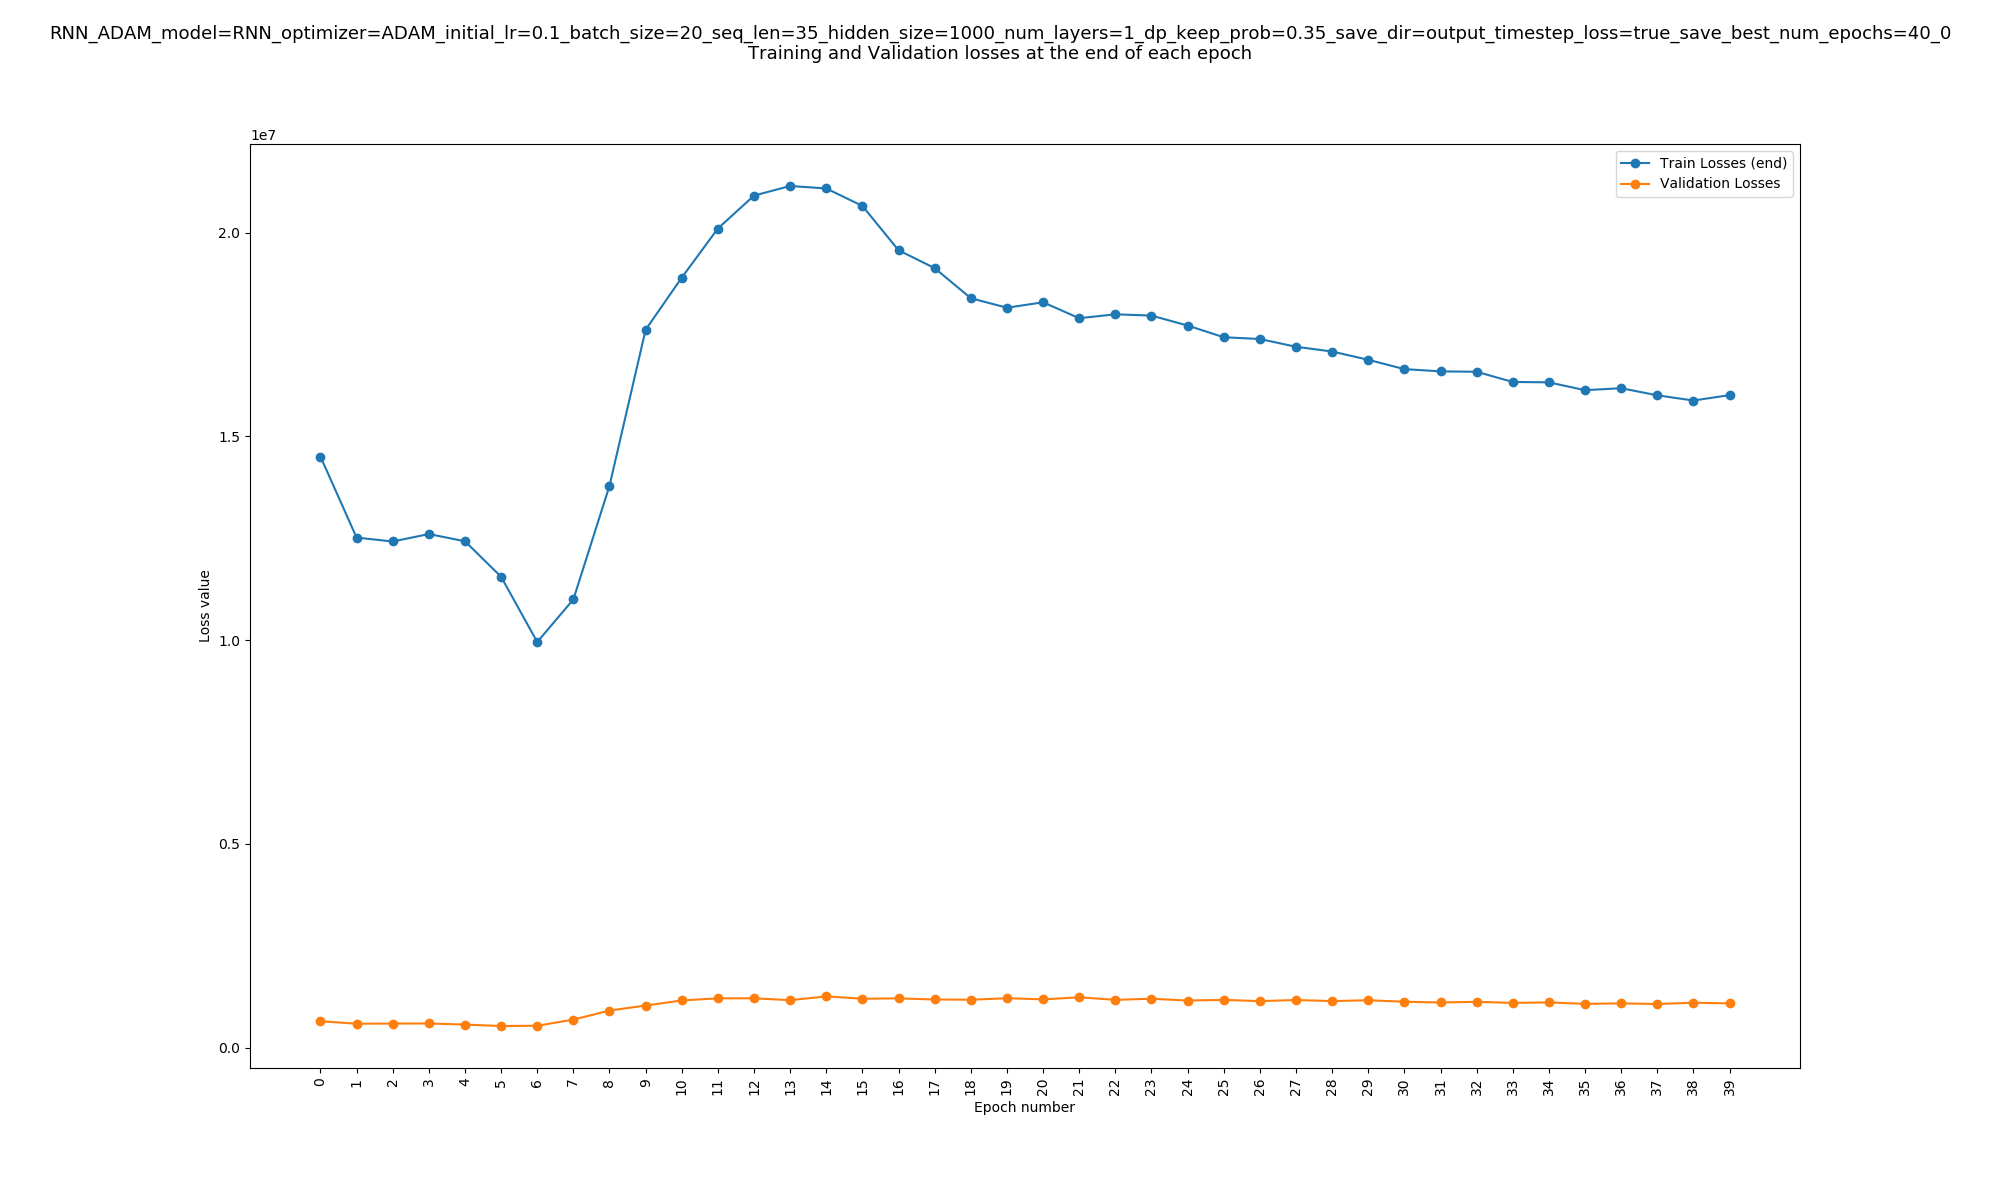 RNN_ADAM_model=RNN_optimizer=ADAM_initial_lr=0.1_batch_size=20_seq_len=35_hidden_size=1000_num_layers=1_dp_keep_prob=0.35_save_dir=output_timestep_loss=true_save_best_num_epochs=40_0
Training and Validation losses at the end of each epoch
1e7
Train Losses (end)
Validation Losses
2.0
1.5
1.0
0.5
0.0
Loss value
0 1 2 3 4 5 6 7 8 9 10 11 12 13 14 15 16 17 18 19 20 21 22 23 24 25 26 27 28 29 30 31 32 33 34 35 36 37 38 39
Epoch number